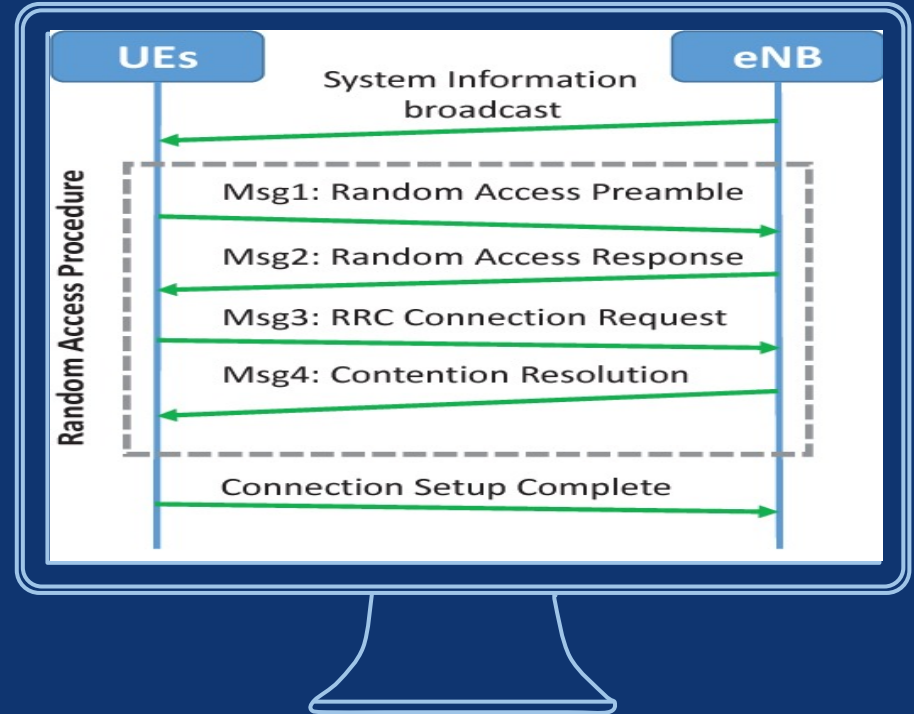 UEs
eNB
System Information
broadcast
Random Access Procedure
Msg1: Random Access Preamble
Msg2: Random Access Response
Msg3: RRC Connection Request
Msg4: Contention Resolution
Connection Setup Complete